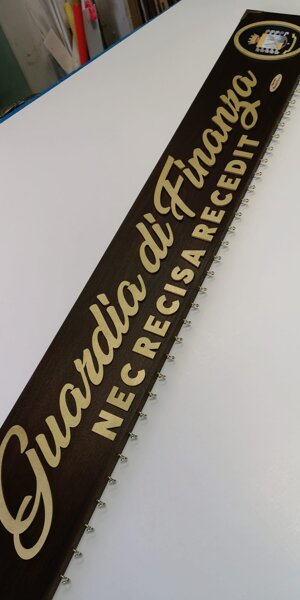 Guardia di Finanza
NEC RECISA RECEDIT